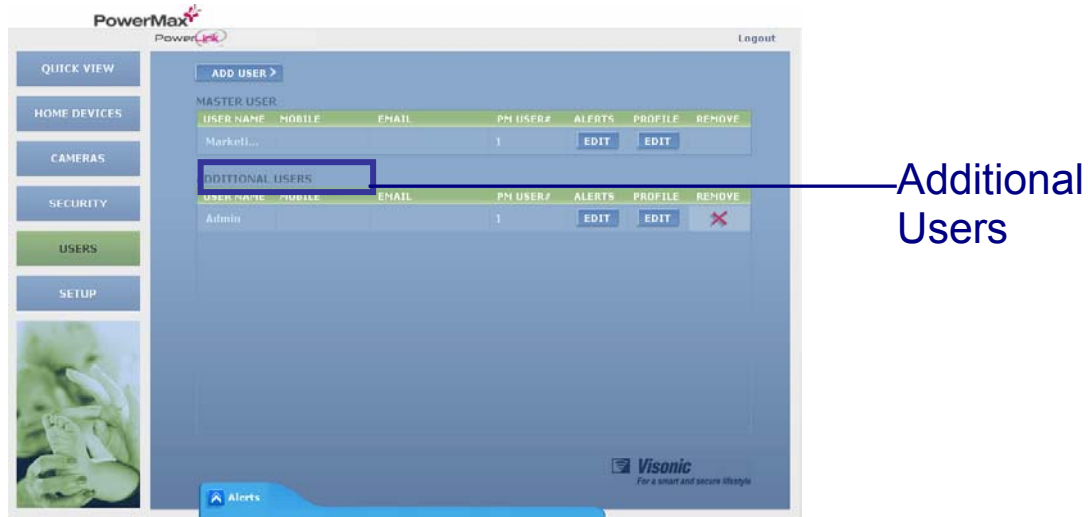 PowerMax
PowerLink
Logout
QUICK VIEW
HOME DEVICES
CAMERAS
SECURITY
USERS
SETUP
ADD USER >
MASTER USER
USER NAME MOBILE EMAIL PM USER# ALERTS PROFILE REMOVE
Marketi... 1 EDIT EDIT
ADDITIONAL USERS
USER NAME MOBILE EMAIL PM USER# ALERTS PROFILE REMOVE
Admin 1 EDIT EDIT
Additional
Users
Visonic
For a smart and secure lifestyle
Alerts